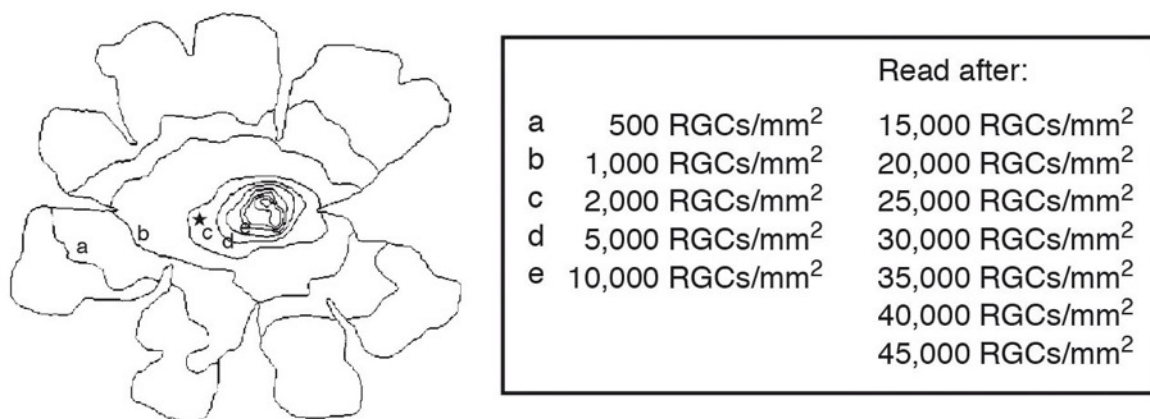 a
b
c
d
e
Read after:
a 500 RGCs/mm² 15,000 RGCs/mm²
b 1,000 RGCs/mm² 20,000 RGCs/mm²
c 2,000 RGCs/mm² 25,000 RGCs/mm²
d 5,000 RGCs/mm² 30,000 RGCs/mm²
e 10,000 RGCs/mm² 35,000 RGCs/mm²
40,000 RGCs/mm²
45,000 RGCs/mm²